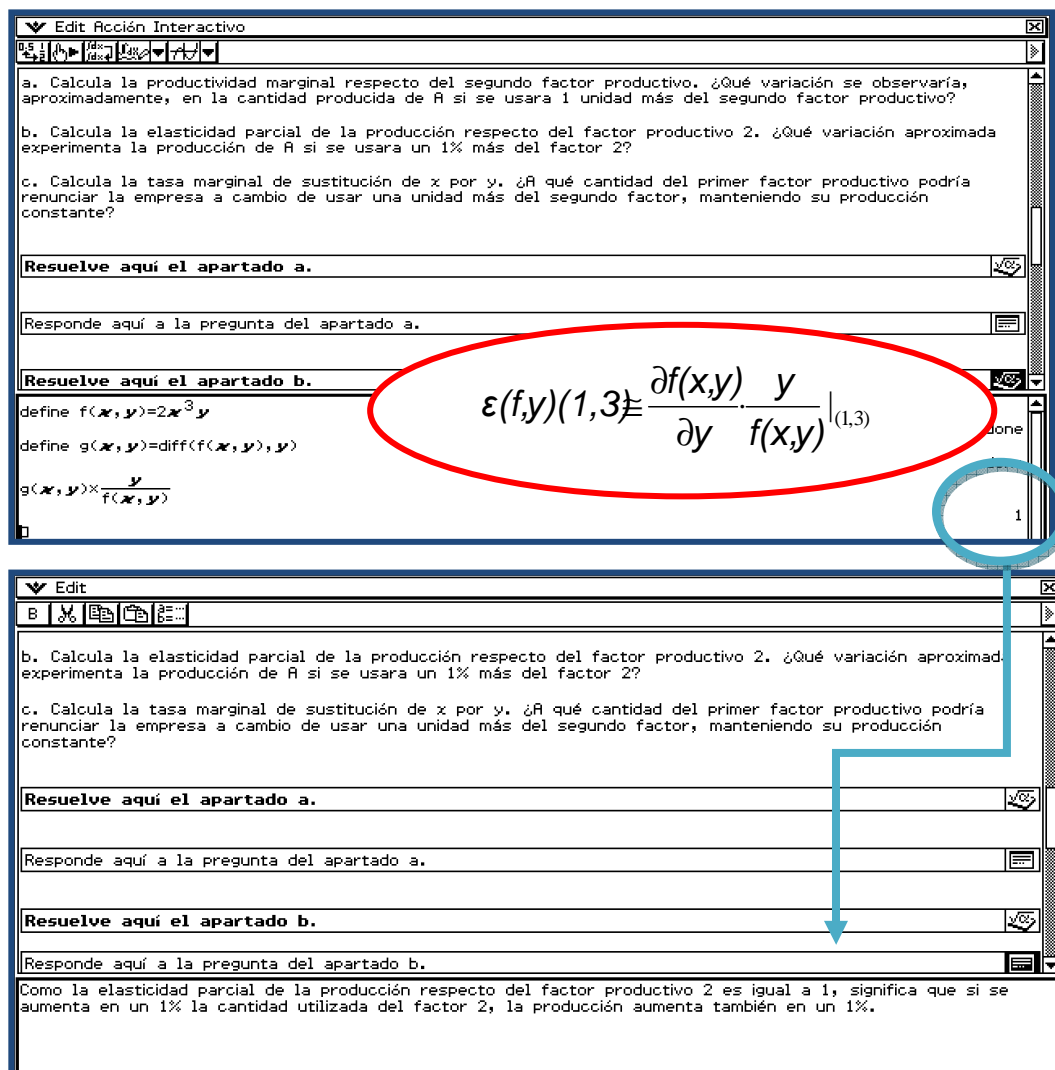 Edit Acción Interactivo
a. Calcula la productividad marginal respecto del segundo factor productivo. ¿Qué variación se observaría,
aproximadamente, en la cantidad producida de A si se usara 1 unidad más del segundo factor productivo?
b. Calcula la elasticidad parcial de la producción respecto del factor productivo 2. ¿Qué variación aproximada
experimenta la producción de A si se usara un 1% más del factor 2?
c. Calcula la tasa marginal de sustitución de x por y. ¿A qué cantidad del primer factor productivo podría
renunciar la empresa a cambio de usar una unidad más del segundo factor, manteniendo su producción
constante?
Resuelve aquí el apartado a.
Responde aquí a la pregunta del apartado a.
Resuelve aquí el apartado b.
ε(f,y)(1,3)≅ ∂f(x,y)/∂y · y/f(x,y) |(1,3)
define f(x,y)=2x³y
done
define g(x,y)=diff(f(x,y),y)
g(x,y)×y/f(x,y)
1
Edit
B
b. Calcula la elasticidad parcial de la producción respecto del factor productivo 2. ¿Qué variación aproximad
experimenta la producción de A si se usara un 1% más del factor 2?
c. Calcula la tasa marginal de sustitución de x por y. ¿A qué cantidad del primer factor productivo podría
renunciar la empresa a cambio de usar una unidad más del segundo factor, manteniendo su producción
constante?
Resuelve aquí el apartado a.
Responde aquí a la pregunta del apartado a.
Resuelve aquí el apartado b.
Responde aquí a la pregunta del apartado b.
Como la elasticidad parcial de la producción respecto del factor productivo 2 es igual a 1, significa que si se
aumenta en un 1% la cantidad utilizada del factor 2, la producción aumenta también en un 1%.